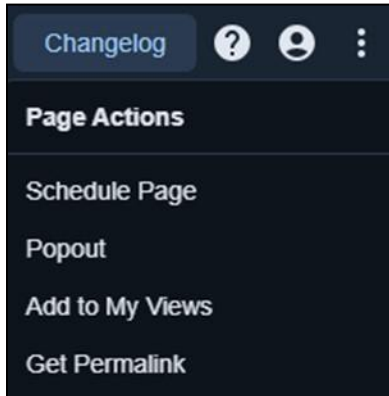 Changelog
Page Actions
Schedule Page
Popout
Add to My Views
Get Permalink